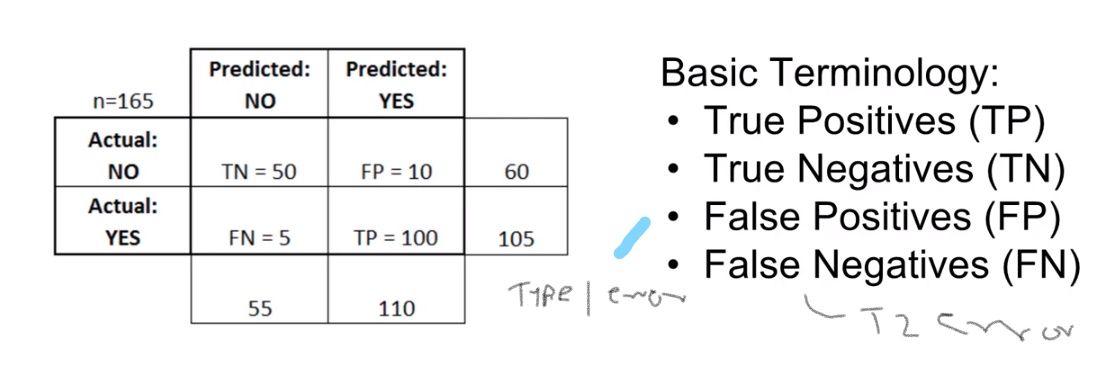 n=165
Predicted: NO
Predicted: YES
Actual: NO
TN = 50
FP = 10
60
Actual: YES
FN = 5
TP = 100
105
55
110
Basic Terminology:
• True Positives (TP)
• True Negatives (TN)
• False Positives (FP)
• False Negatives (FN)
TYPE 1 error
T2 error